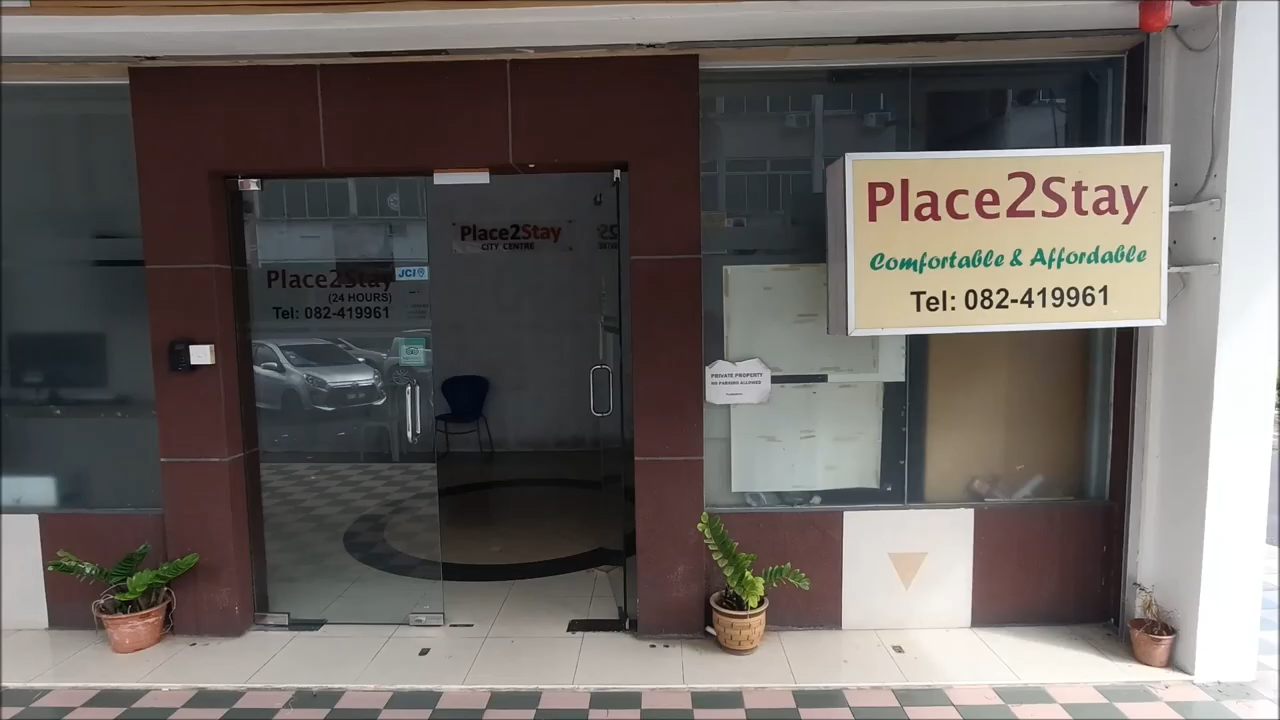 Place2Stay
CITY CENTRE
Place2Stay
(24 HOURS)
Tel: 082-419961
JCI
PRIVATE PROPERTY
NO PARKING ALLOWED
Place2Stay
Comfortable & Affordable
Tel: 082-419961